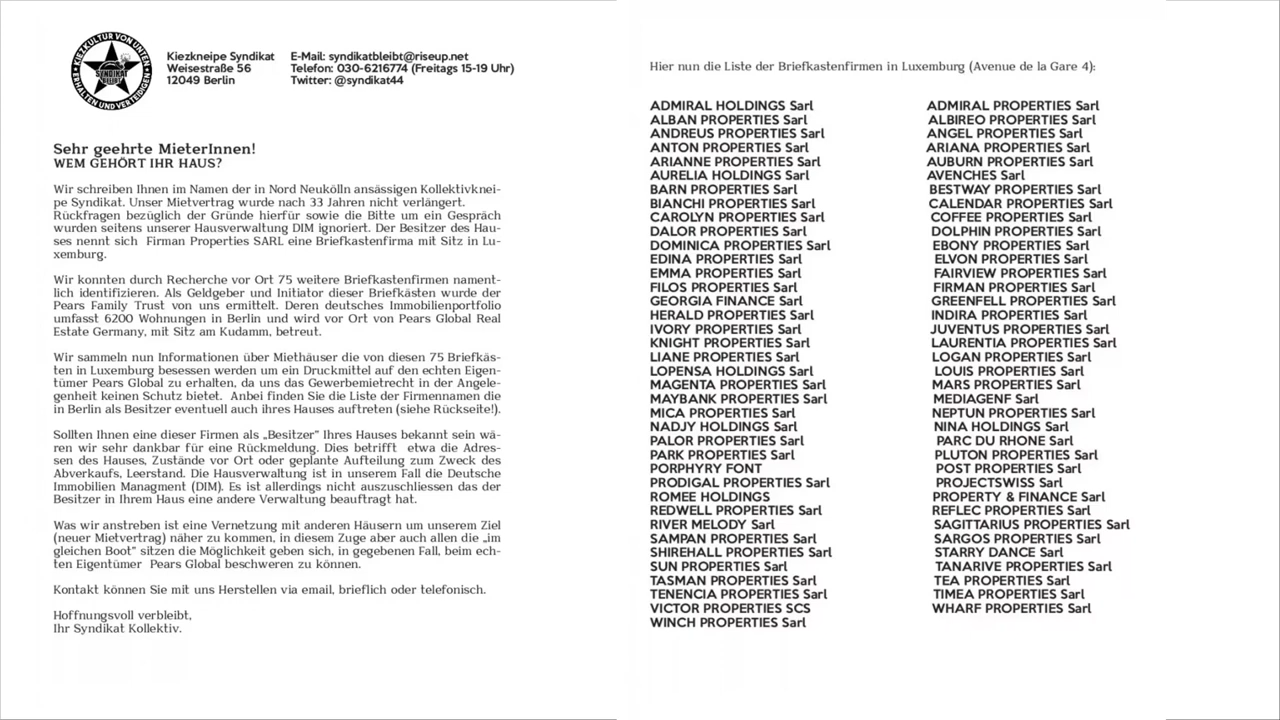 KIEZKULTUR VON UNTEN
ERHALTEN UND VERTEIDIGEN
SYNDIKAT
BLEIBT
Kiezkneipe Syndikat
Weisestraße 56
12049 Berlin
E-Mail: syndikatbleibt@riseup.net
Telefon: 030-6216774 (Freitags 15-19 Uhr)
Twitter: @syndikat44
Sehr geehrte MieterInnen!
WEM GEHÖRT IHR HAUS?
Wir schreiben Ihnen im Namen der in Nord Neukölln ansässigen Kollektivknei-
pe Syndikat. Unser Mietvertrag wurde nach 33 Jahren nicht verlängert.
Rückfragen bezüglich der Gründe hierfür sowie die Bitte um ein Gespräch
wurden seitens unserer Hausverwaltung DIM ignoriert. Der Besitzer des Hau-
ses nennt sich Firman Properties SARL eine Briefkastenfirma mit Sitz in Lu-
xemburg.
Wir konnten durch Recherche vor Ort 75 weitere Briefkastenfirmen nament-
lich identifizieren. Als Geldgeber und Initiator dieser Briefkästen wurde der
Pears Family Trust von uns ermittelt. Deren deutsches Immobilienportfolio
umfasst 6200 Wohnungen in Berlin und wird vor Ort von Pears Global Real
Estate Germany, mit Sitz am Kudamm, betreut.
Wir sammeln nun Informationen über Miethäuser die von diesen 75 Briefkäs-
ten in Luxemburg besessen werden um ein Druckmittel auf den echten Eigen-
tümer Pears Global zu erhalten, da uns das Gewerbemietrecht in der Angele-
genheit keinen Schutz bietet. Anbei finden Sie die Liste der Firmennamen die
in Berlin als Besitzer eventuell auch ihres Hauses auftreten (siehe Rückseite!).
Sollten Ihnen eine dieser Firmen als „Besitzer" Ihres Hauses bekannt sein wä-
ren wir sehr dankbar für eine Rückmeldung. Dies betrifft etwa die Adres-
sen des Hauses, Zustände vor Ort oder geplante Aufteilung zum Zweck des
Abverkaufs, Leerstand. Die Hausverwaltung ist in unserem Fall die Deutsche
Immobilien Managment (DIM). Es ist allerdings nicht auszuschliessen das der
Besitzer in Ihrem Haus eine andere Verwaltung beauftragt hat.
Was wir anstreben ist eine Vernetzung mit anderen Häusern um unserem Ziel
(neuer Mietvertrag) näher zu kommen, in diesem Zuge aber auch allen die „im
gleichen Boot" sitzen die Möglichkeit geben sich, in gegebenen Fall, beim ech-
ten Eigentümer Pears Global beschweren zu können.
Kontakt können Sie mit uns Herstellen via email, brieflich oder telefonisch.
Hoffnungsvoll verbleibt,
Ihr Syndikat Kollektiv.
Hier nun die Liste der Briefkastenfirmen in Luxemburg (Avenue de la Gare 4):
ADMIRAL HOLDINGS Sarl
ALBAN PROPERTIES Sarl
ANDREUS PROPERTIES Sarl
ANTON PROPERTIES Sarl
ARIANNE PROPERTIES Sarl
AURELIA HOLDINGS Sarl
BARN PROPERTIES Sarl
BIANCHI PROPERTIES Sarl
CAROLYN PROPERTIES Sarl
DALOR PROPERTIES Sarl
DOMINICA PROPERTIES Sarl
EDINA PROPERTIES Sarl
EMMA PROPERTIES Sarl
FILOS PROPERTIES Sarl
GEORGIA FINANCE Sarl
HERALD PROPERTIES Sarl
IVORY PROPERTIES Sarl
KNIGHT PROPERTIES Sarl
LIANE PROPERTIES Sarl
LOPENSA HOLDINGS Sarl
MAGENTA PROPERTIES Sarl
MAYBANK PROPERTIES Sarl
MICA PROPERTIES Sarl
NADJY HOLDINGS Sarl
PALOR PROPERTIES Sarl
PARK PROPERTIES Sarl
PORPHYRY FONT
PRODIGAL PROPERTIES Sarl
ROMEE HOLDINGS
REDWELL PROPERTIES Sarl
RIVER MELODY Sarl
SAMPAN PROPERTIES Sarl
SHIREHALL PROPERTIES Sarl
SUN PROPERTIES Sarl
TASMAN PROPERTIES Sarl
TENENCIA PROPERTIES Sarl
VICTOR PROPERTIES SCS
WINCH PROPERTIES Sarl
ADMIRAL PROPERTIES Sarl
ALBIREO PROPERTIES Sarl
ANGEL PROPERTIES Sarl
ARIANA PROPERTIES Sarl
AUBURN PROPERTIES Sarl
AVENCHES Sarl
BESTWAY PROPERTIES Sarl
CALENDAR PROPERTIES Sarl
COFFEE PROPERTIES Sarl
DOLPHIN PROPERTIES Sarl
EBONY PROPERTIES Sarl
ELVON PROPERTIES Sarl
FAIRVIEW PROPERTIES Sarl
FIRMAN PROPERTIES Sarl
GREENFELL PROPERTIES Sarl
INDIRA PROPERTIES Sarl
JUVENTUS PROPERTIES Sarl
LAURENTIA PROPERTIES Sarl
LOGAN PROPERTIES Sarl
LOUIS PROPERTIES Sarl
MARS PROPERTIES Sarl
MEDIAGENF Sarl
NEPTUN PROPERTIES Sarl
NINA HOLDINGS Sarl
PARC DU RHONE Sarl
PLUTON PROPERTIES Sarl
POST PROPERTIES Sarl
PROJECTSWISS Sarl
PROPERTY & FINANCE Sarl
REFLEC PROPERTIES Sarl
SAGITTARIUS PROPERTIES Sarl
SARGOS PROPERTIES Sarl
STARRY DANCE Sarl
TANARIVE PROPERTIES Sarl
TEA PROPERTIES Sarl
TIMEA PROPERTIES Sarl
WHARF PROPERTIES Sarl